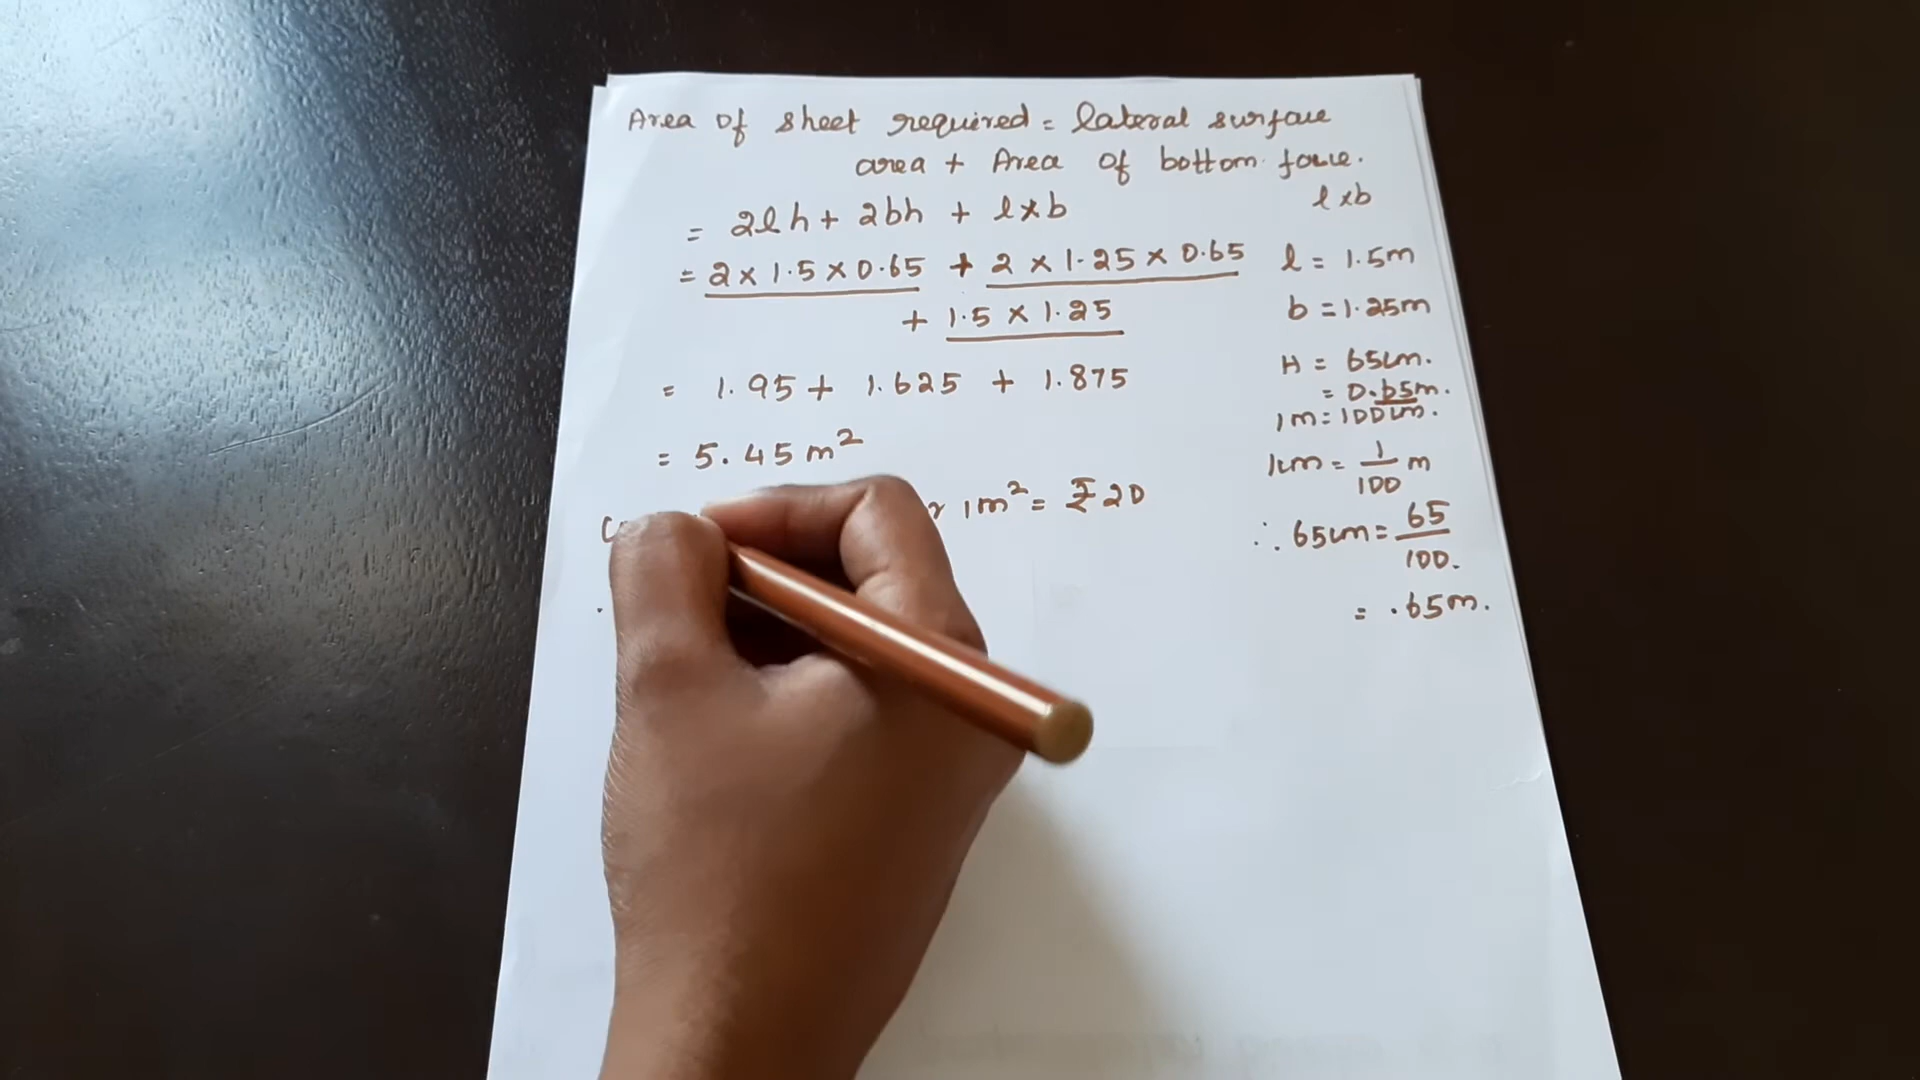 Area of sheet required = lateral surface
area + Area of bottom face.
l×b
= 2lh + 2bh + l×b
= 2 × 1.5 × 0.65 + 2 × 1.25 × 0.65
+ 1.5 × 1.25
= 1.95 + 1.625 + 1.875
= 5.45 m²
1m² = ₹20
l = 1.5m
b = 1.25m
H = 65cm.
= 0.65m.
1m = 100cm.
1cm = 1/100 m
∴ 65cm = 65/100.
= .65m.